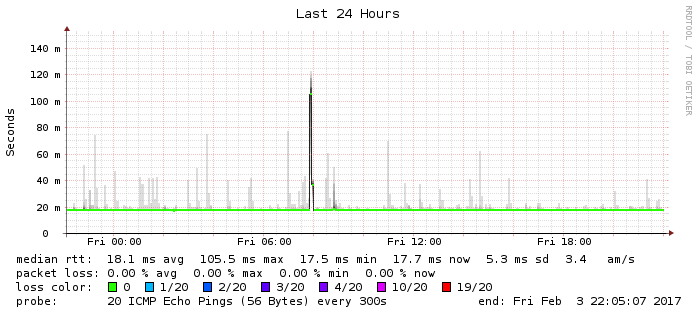 Last 24 Hours
RRDTOOL / TOBI OETIKER
Seconds
140 m
120 m
100 m
80 m
60 m
40 m
20 m
0
Fri 00:00 Fri 06:00 Fri 12:00 Fri 18:00
median rtt: 18.1 ms avg 105.5 ms max 17.5 ms min 17.7 ms now 5.3 ms sd 3.4 am/s
packet loss: 0.00 % avg 0.00 % max 0.00 % min 0.00 % now
loss color: 0 1/20 2/20 3/20 4/20 10/20 19/20
probe: 20 ICMP Echo Pings (56 Bytes) every 300s end: Fri Feb 3 22:05:07 2017